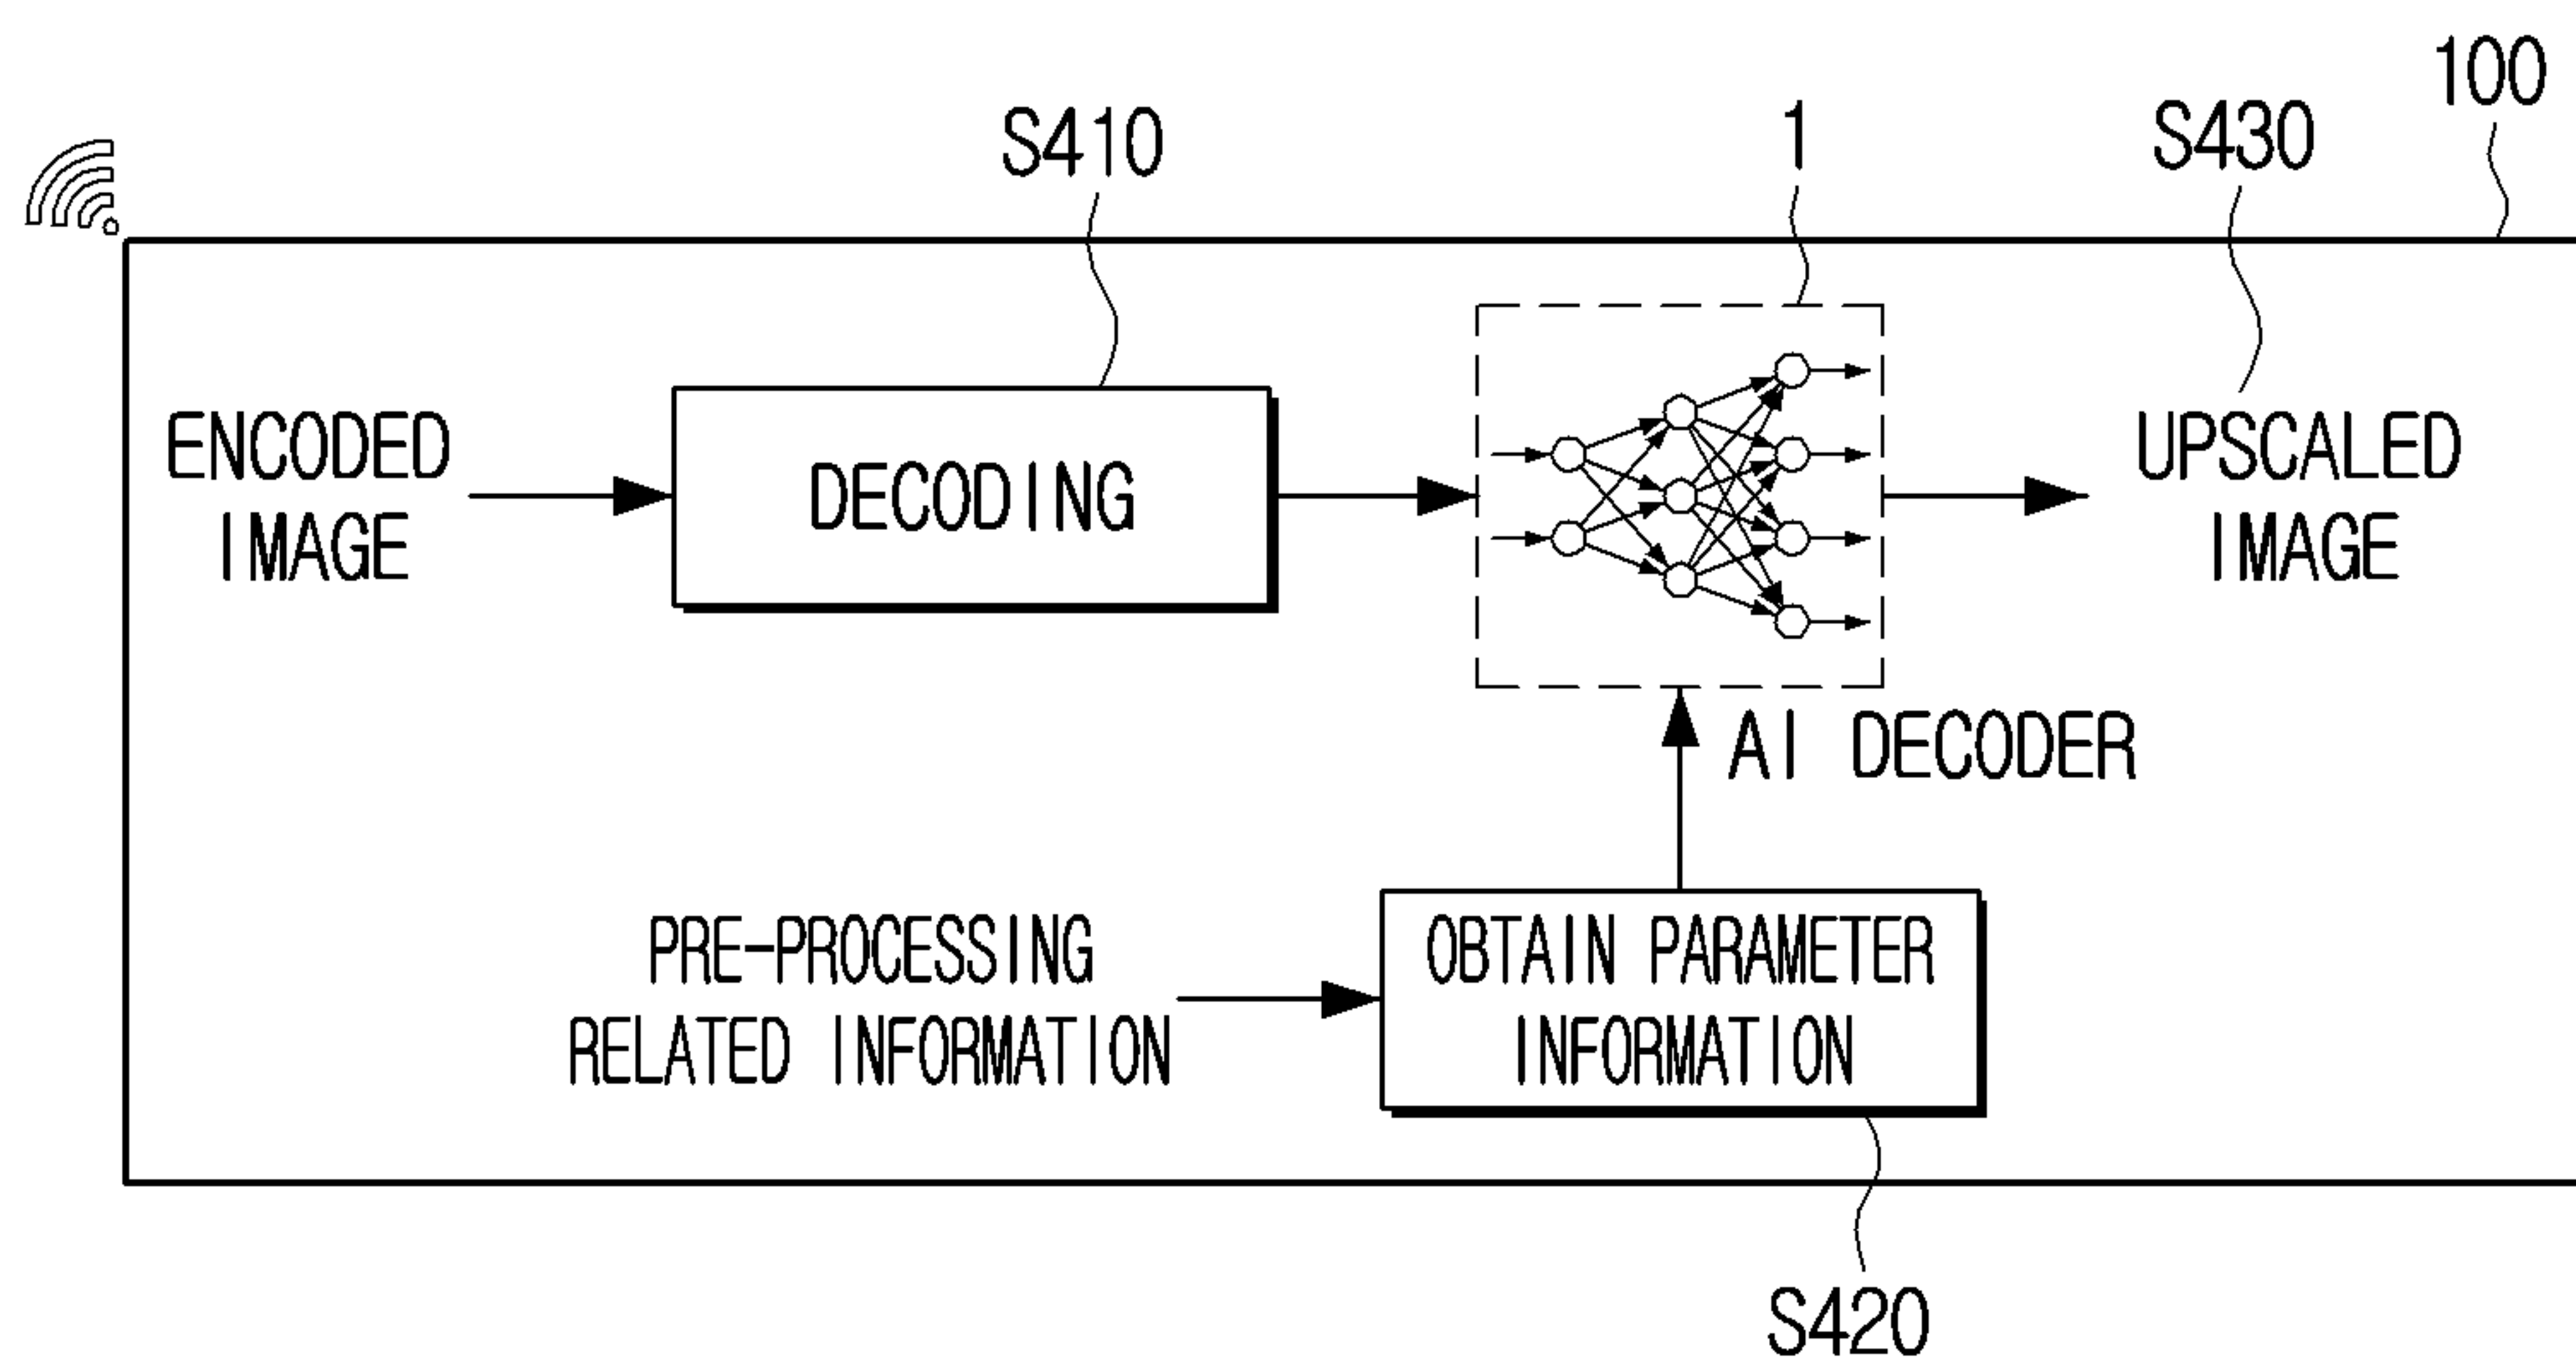 100
S410
1
S430
ENCODED
IMAGE
DECODING
UPSCALED
IMAGE
AI DECODER
PRE-PROCESSING
RELATED INFORMATION
OBTAIN PARAMETER
INFORMATION
S420